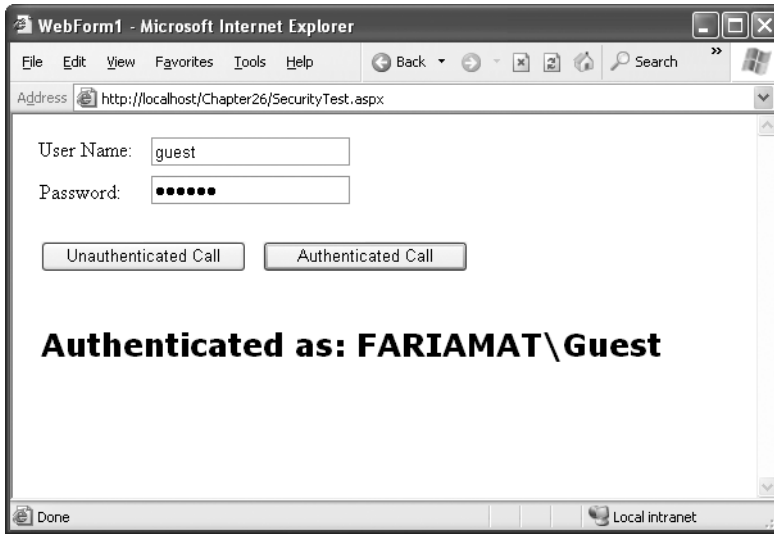 WebForm1 - Microsoft Internet Explorer
File Edit View Favorites Tools Help Back Search »
Address http://localhost/Chapter26/SecurityTest.aspx
User Name: guest
Password: ●●●●●●
Unauthenticated Call Authenticated Call
Authenticated as: FARIAMAT\Guest
Done Local intranet